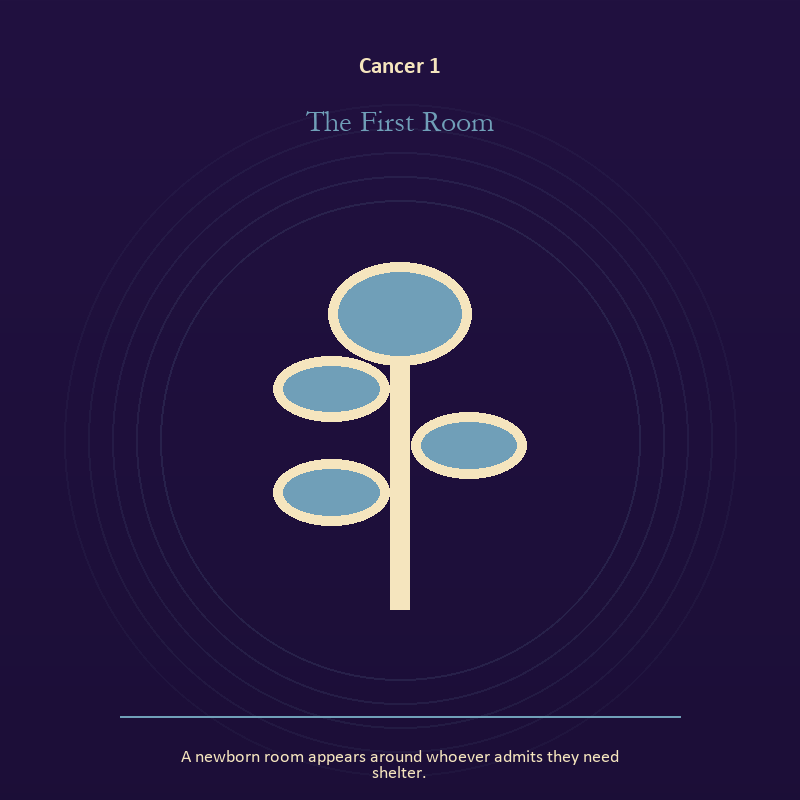 Cancer 1
The First Room
A newborn room appears around whoever admits they need
shelter.